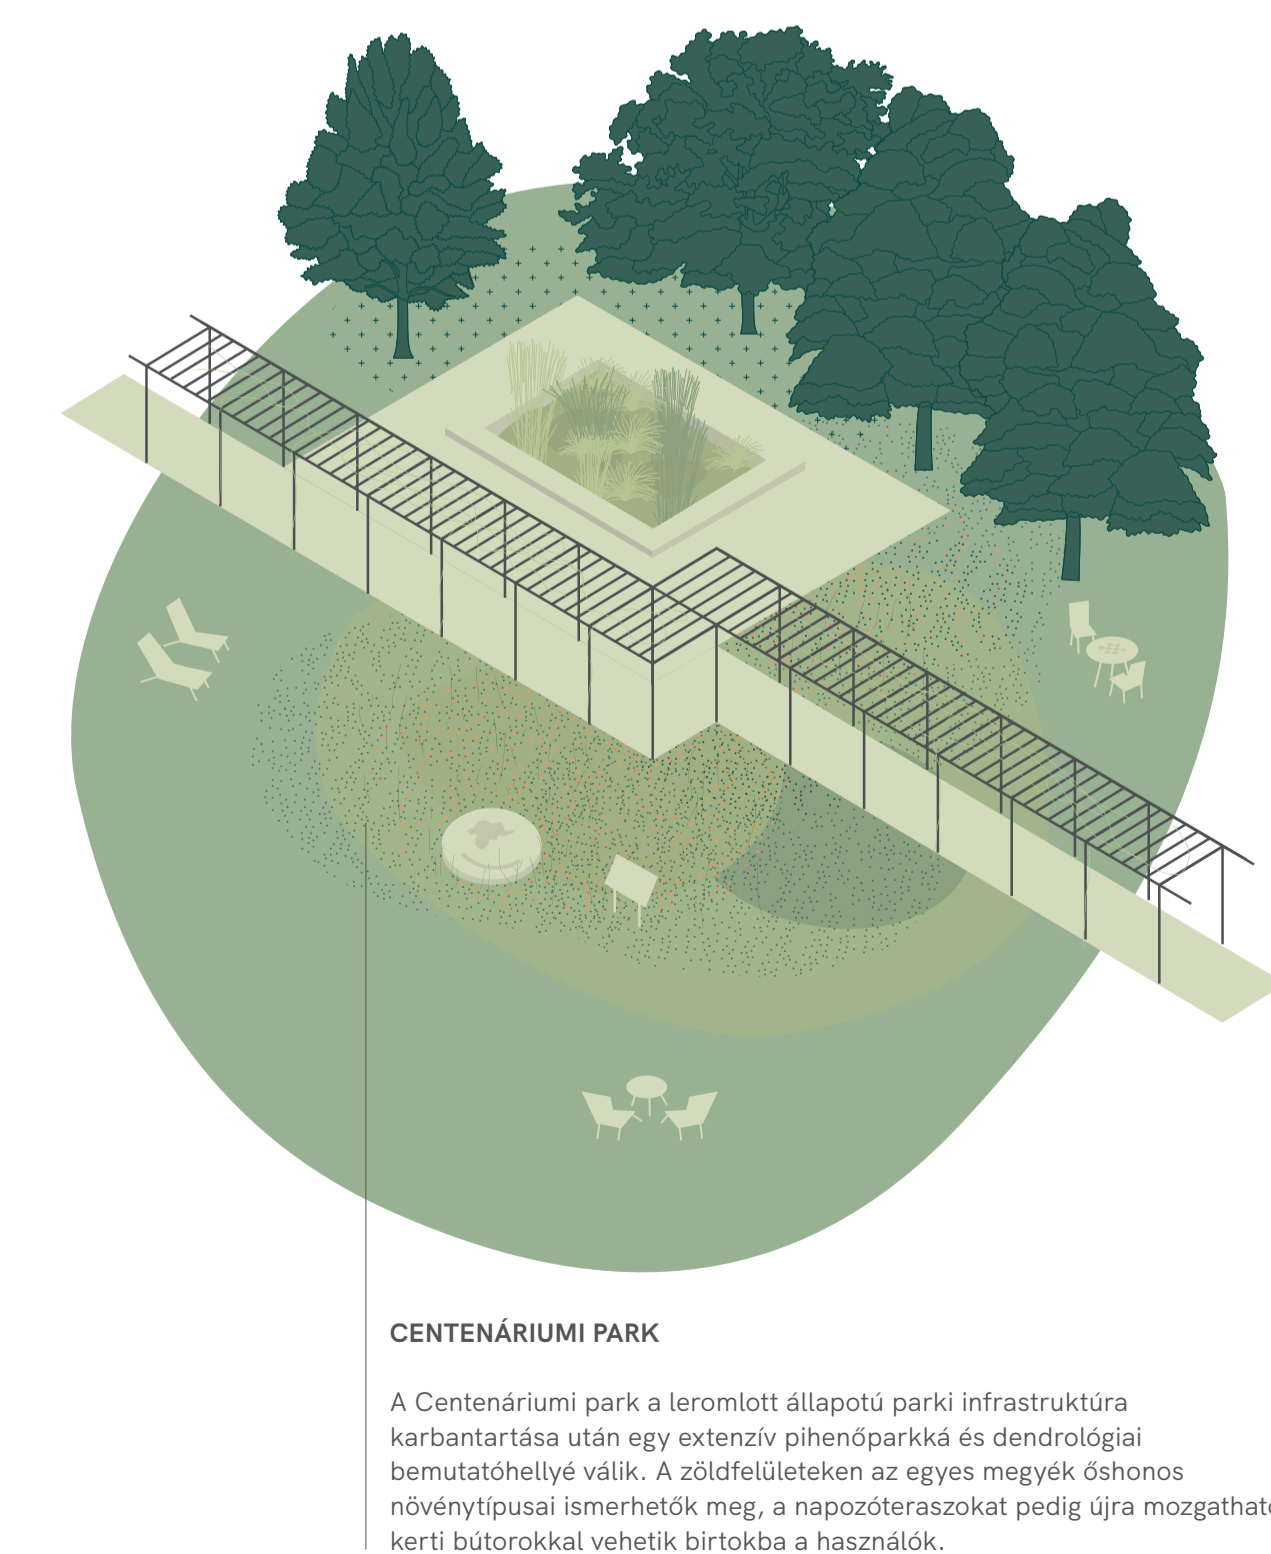 CENTENÁRIUMI PARK
A Centenáriumi park a leromlott állapotú parki infrastruktúra
karbantartása után egy extenzív pihenőparkká és dendrológiai
bemutatóhellyé válik. A zöldfelületeken az egyes megyék őshonos
növénytípusai ismerhetők meg, a napozóteraszokat pedig újra
kerti bútorokkal vehetik birtokba a használók.